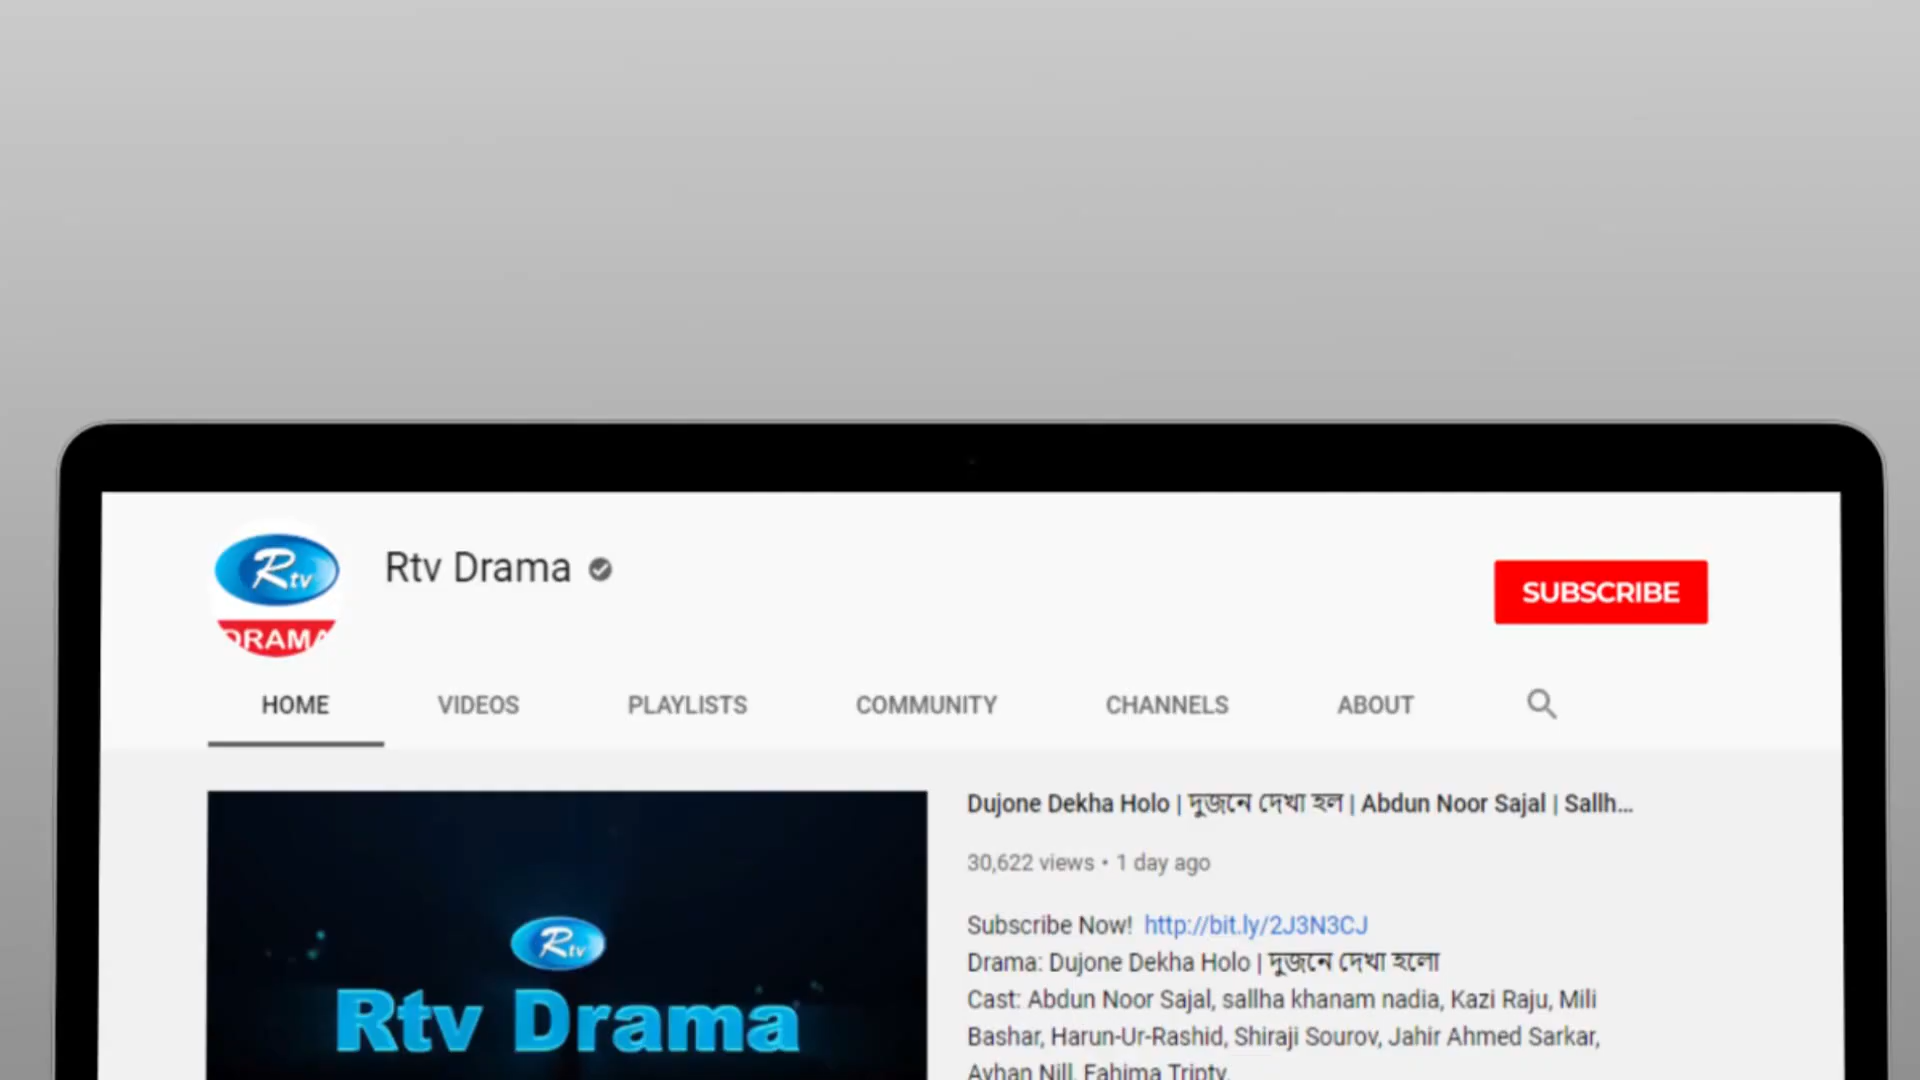 Rtv
DRAMA
Rtv Drama
SUBSCRIBE
HOME VIDEOS PLAYLISTS COMMUNITY CHANNELS ABOUT
Dujone Dekha Holo | দুজনে দেখা হল | Abdun Noor Sajal | Sallh...
30,622 views • 1 day ago
Subscribe Now! http://bit.ly/2J3N3CJ
Drama: Dujone Dekha Holo | দুজনে দেখা হলো
Cast: Abdun Noor Sajal, sallha khanam nadia, Kazi Raju, Mili
Bashar, Harun-Ur-Rashid, Shiraji Sourov, Jahir Ahmed Sarkar,
Ayhan Nill, Fahima Tripty,
Rtv
Rtv Drama